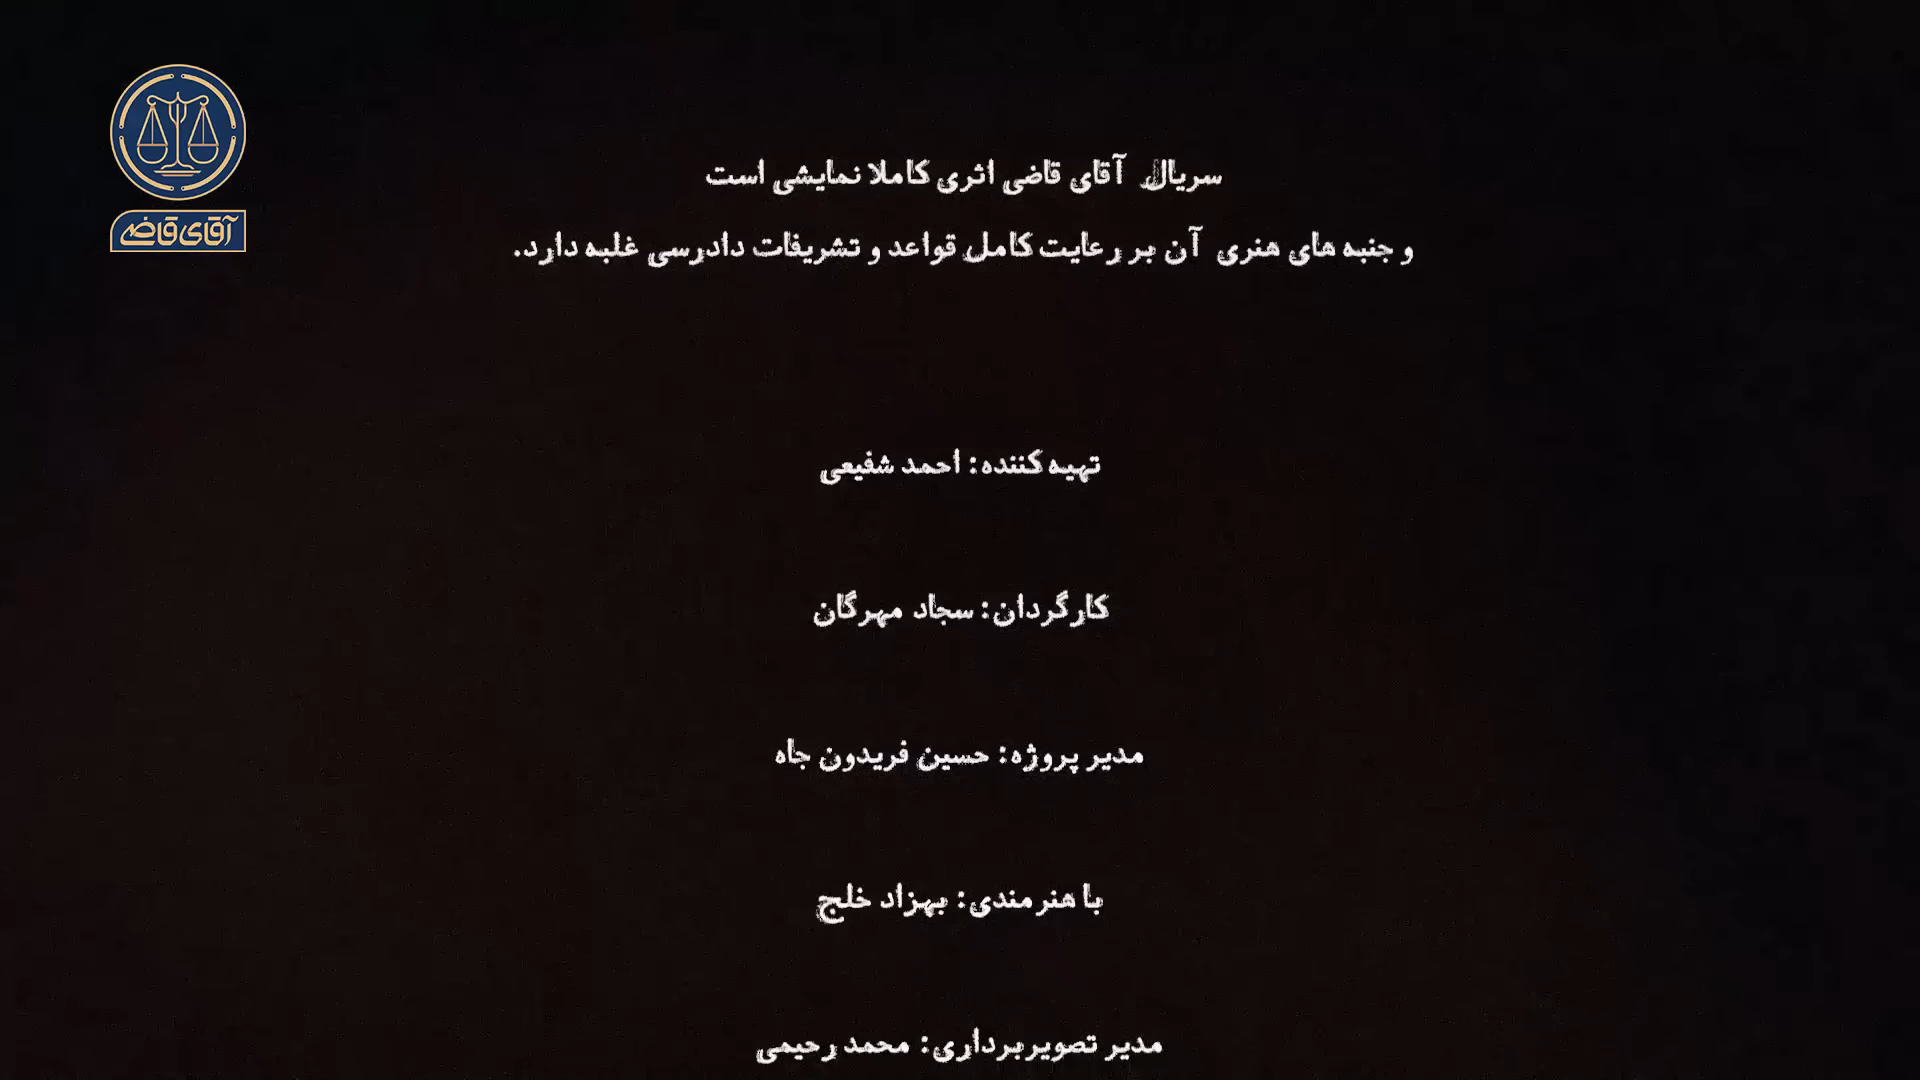 آقای قاضی
سریال آقای قاضی اثری کاملا نمایشی است
و جنبه های هنری آن بر رعایت کامل قواعد و تشریفات دادرسی غلبه دارد.
تهیه کننده: احمد شفیعی
کارگردان: سجاد مهرگان
مدیر پروژه: حسین فریدون جاه
با هنرمندی: بهزاد خلج
مدیر تصویربرداری: محمد رحیمی